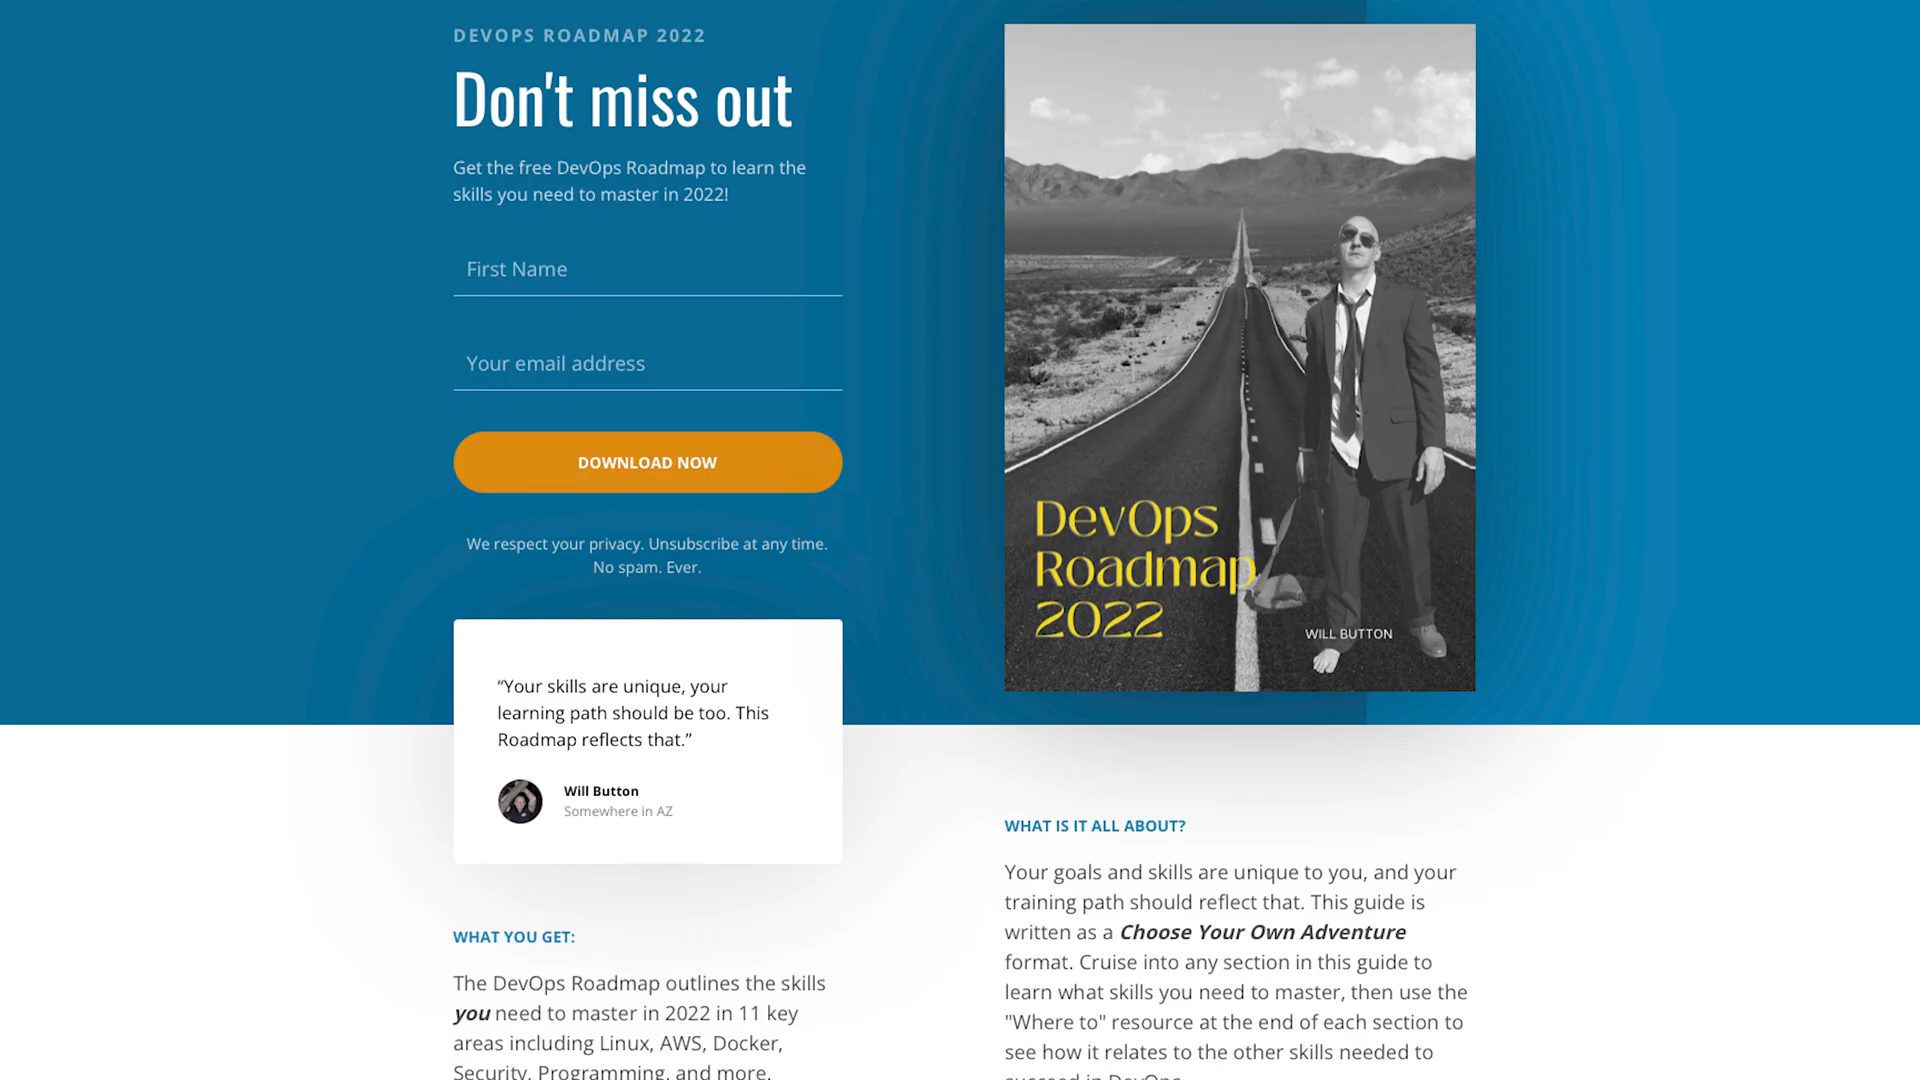 DEVOPS ROADMAP 2022
Don't miss out
Get the free DevOps Roadmap to learn the
skills you need to master in 2022!
First Name
Your email address
DOWNLOAD NOW
We respect your privacy. Unsubscribe at any time.
No spam. Ever.
“Your skills are unique, your
learning path should be too. This
Roadmap reflects that.”
Will Button
Somewhere in AZ
WHAT YOU GET:
The DevOps Roadmap outlines the skills
you need to master in 2022 in 11 key
areas including Linux, AWS, Docker,
Security, Programming, and more.
DevOps
Roadmap
2022
WILL BUTTON
WHAT IS IT ALL ABOUT?
Your goals and skills are unique to you, and your
training path should reflect that. This guide is
written as a Choose Your Own Adventure
format. Cruise into any section in this guide to
learn what skills you need to master, then use the
"Where to" resource at the end of each section to
see how it relates to the other skills needed to
succeed in DevOps.